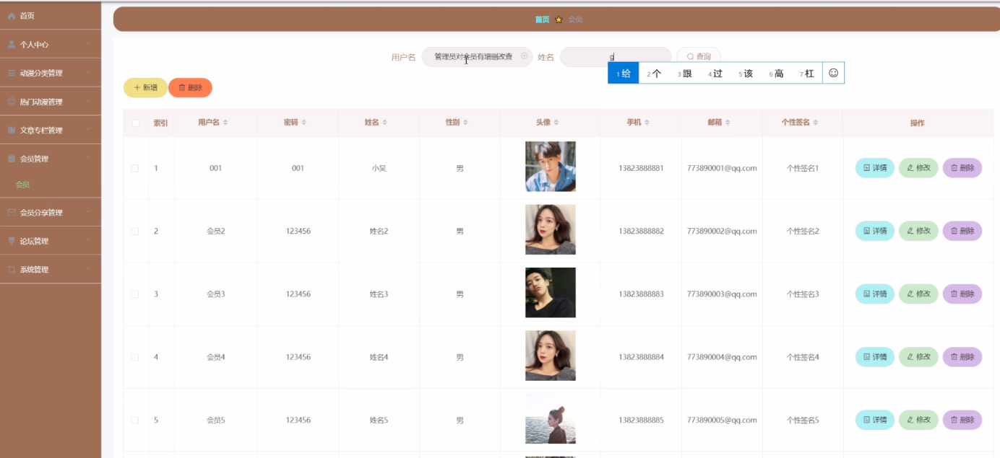 首页
个人中心
动漫分类管理
热门动漫管理
文章专栏管理
会员管理
会员
会员分享管理
论坛管理
系统管理
首页 会员
用户名 管理员对会员有增删改查 姓名 g 查询
1 给 2 个 3 跟 4 过 5 该 6 高 7 杠
新增 删除
索引 用户名 密码 姓名 性别 头像 手机 邮箱 个性签名 操作
1 001 001 小吴 男 13823888881 773890001@qq.com 个性签名1 详情 修改 删除
2 会员2 123456 姓名2 男 13823888882 773890002@qq.com 个性签名2 详情 修改 删除
3 会员3 123456 姓名3 男 13823888883 773890003@qq.com 个性签名3 详情 修改 删除
4 会员4 123456 姓名4 男 13823888884 773890004@qq.com 个性签名4 详情 修改 删除
5 会员5 123456 姓名5 男 13823888885 773890005@qq.com 个性签名5 详情 修改 删除